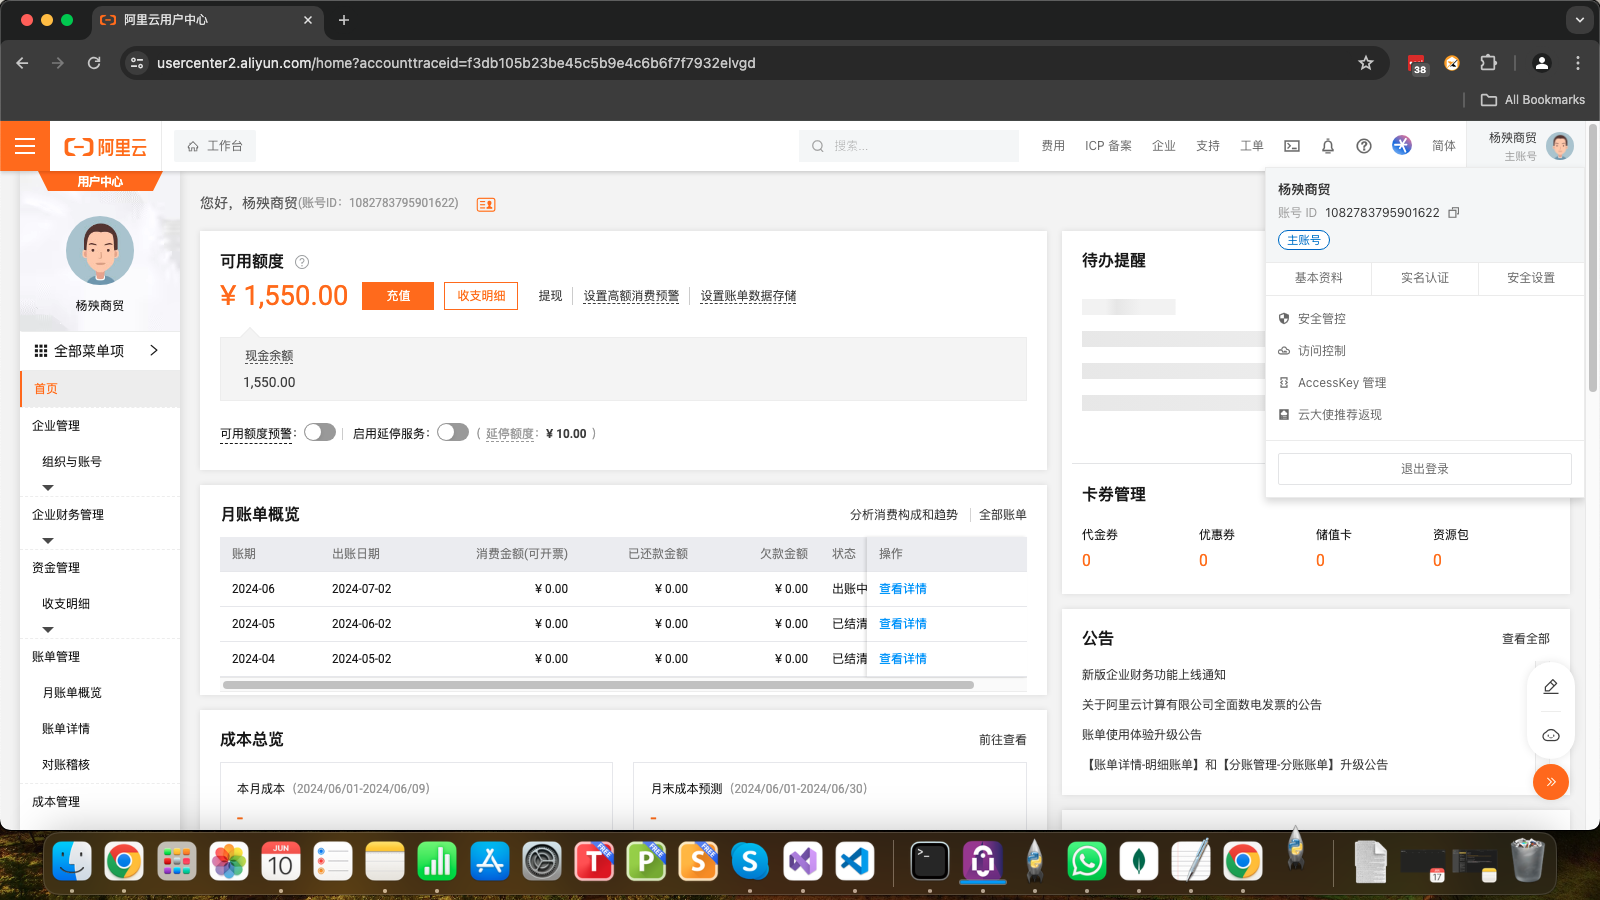 阿里云用户中心
usercenter2.aliyun.com/home?accounttraceid=f3db105b23be45c5b9e4c6b6f7f7932elvgd
38
All Bookmarks
阿里云
工作台
搜索...
费用
ICP 备案
企业
支持
工单
简体
杨殃商贸
主账号
用户中心
杨殃商贸
全部菜单项
首页
企业管理
组织与账号
企业财务管理
资金管理
收支明细
账单管理
月账单概览
账单详情
对账稽核
成本管理
您好，杨殃商贸(账号ID：1082783795901622)
可用额度
¥ 1,550.00
充值
收支明细
提现
设置高额消费预警
设置账单数据存储
现金余额
1,550.00
可用额度预警：
启用延停服务：
( 延停额度： ¥ 10.00 )
月账单概览
分析消费构成和趋势
全部账单
账期 出账日期 消费金额(可开票) 已还款金额 欠款金额 状态 操作
2024-06 2024-07-02 ¥ 0.00 ¥ 0.00 ¥ 0.00 出账中 查看详情
2024-05 2024-06-02 ¥ 0.00 ¥ 0.00 ¥ 0.00 已结清 查看详情
2024-04 2024-05-02 ¥ 0.00 ¥ 0.00 ¥ 0.00 已结清 查看详情
成本总览
前往查看
本月成本 (2024/06/01-2024/06/09)
-
月末成本预测 (2024/06/01-2024/06/30)
-
待办提醒
杨殃商贸
账号 ID 1082783795901622
主账号
基本资料
实名认证
安全设置
安全管控
访问控制
AccessKey 管理
云大使推荐返现
退出登录
卡券管理
代金券 优惠券 储值卡 资源包
0 0 0 0
公告
查看全部
新版企业财务功能上线通知
关于阿里云计算有限公司全面数电发票的公告
账单使用体验升级公告
【账单详情-明细账单】和【分账管理-分账账单】升级公告
JUN
10
T
FREE
P
FREE
S
FREE
S
17